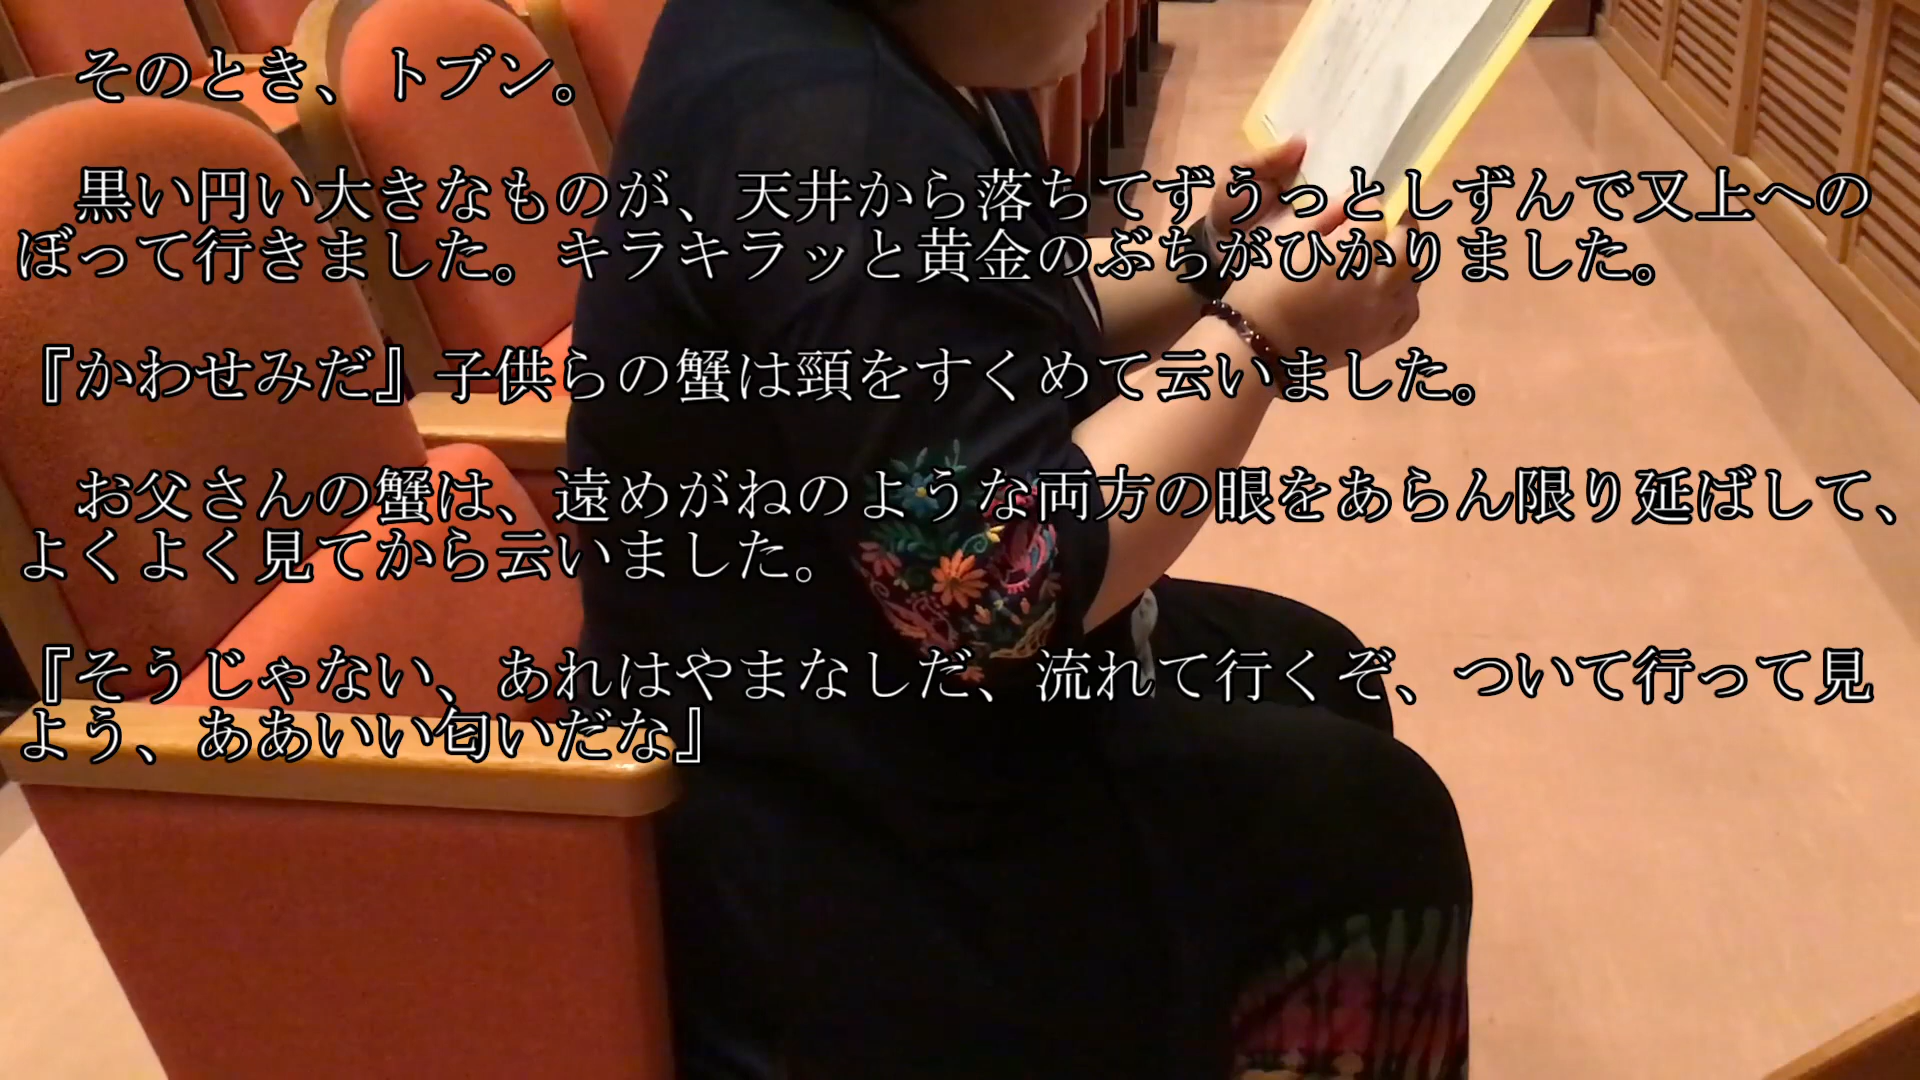 そのとき、トブン。
黒い円い大きなものが、天井から落ちてずうっとしずんで又上への
ぼって行きました。キラキラッと黄金のぶちがひかりました。
『かわせみだ』子供らの蟹は頸をすくめて云いました。
お父さんの蟹は、遠めがねのような両方の眼をあらん限り延ばして、
よくよく見てから云いました。
『そうじゃない、あれはやまなしだ、流れて行くぞ、ついて行って見
よう、ああいい匂いだな』